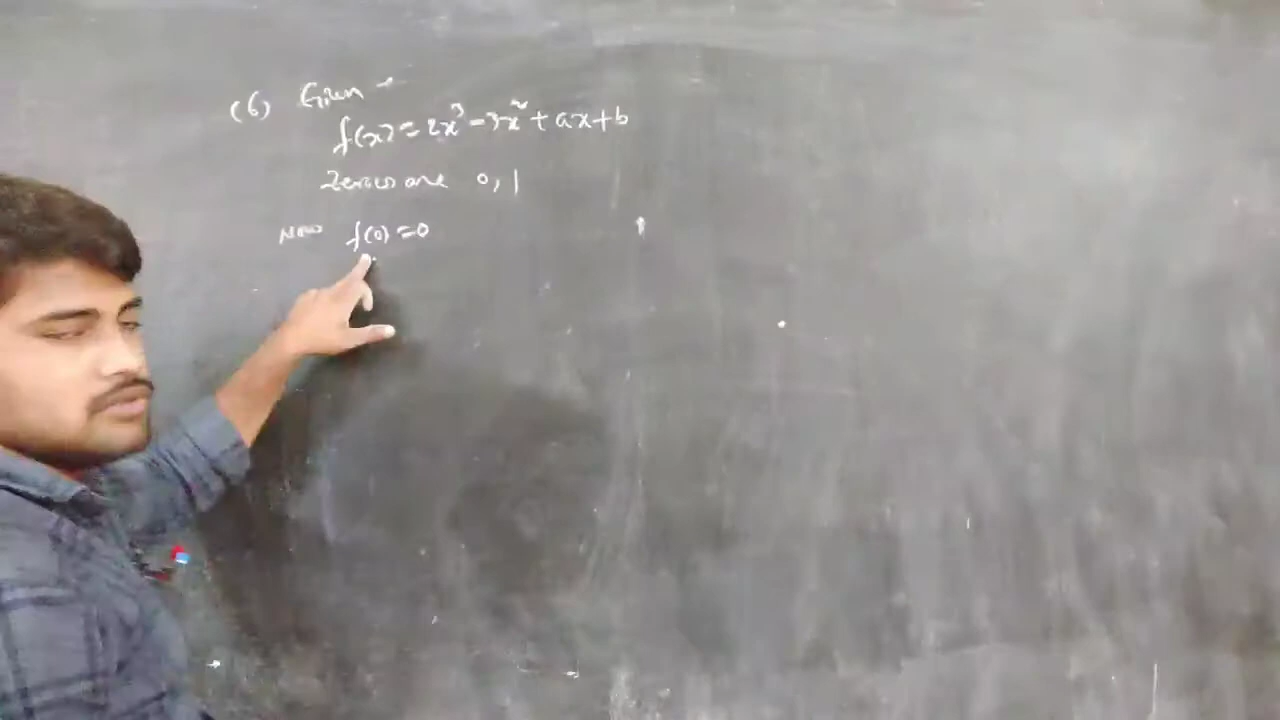 (6) Given -
f(x) = 2x³ - 3x² + ax + b
Zeroes are 0, 1
Now f(0) = 0